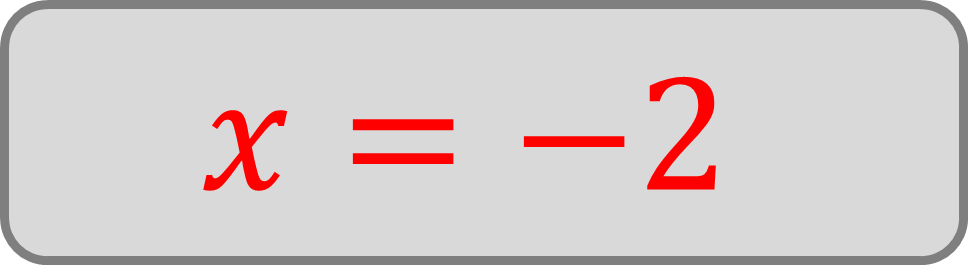 x = −2